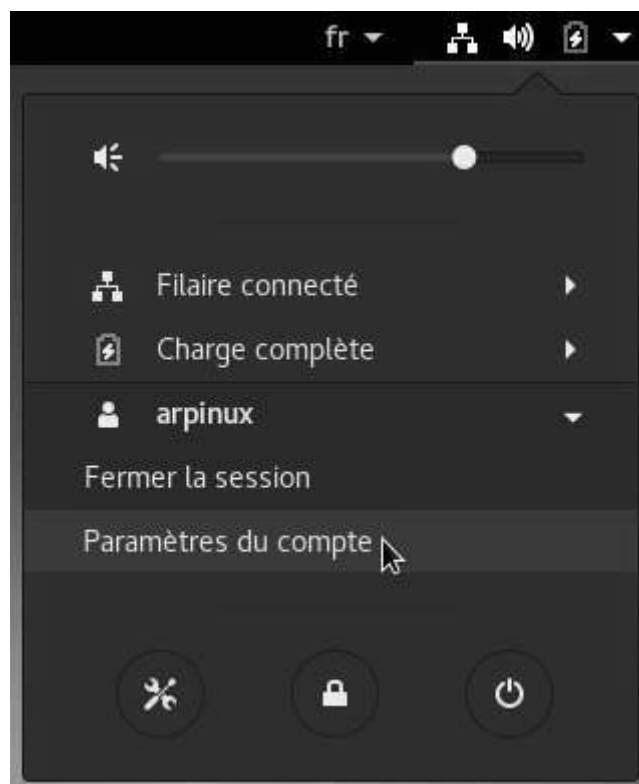 fr
Filaire connecté
Charge complète
arpinux
Fermer la session
Paramètres du compte